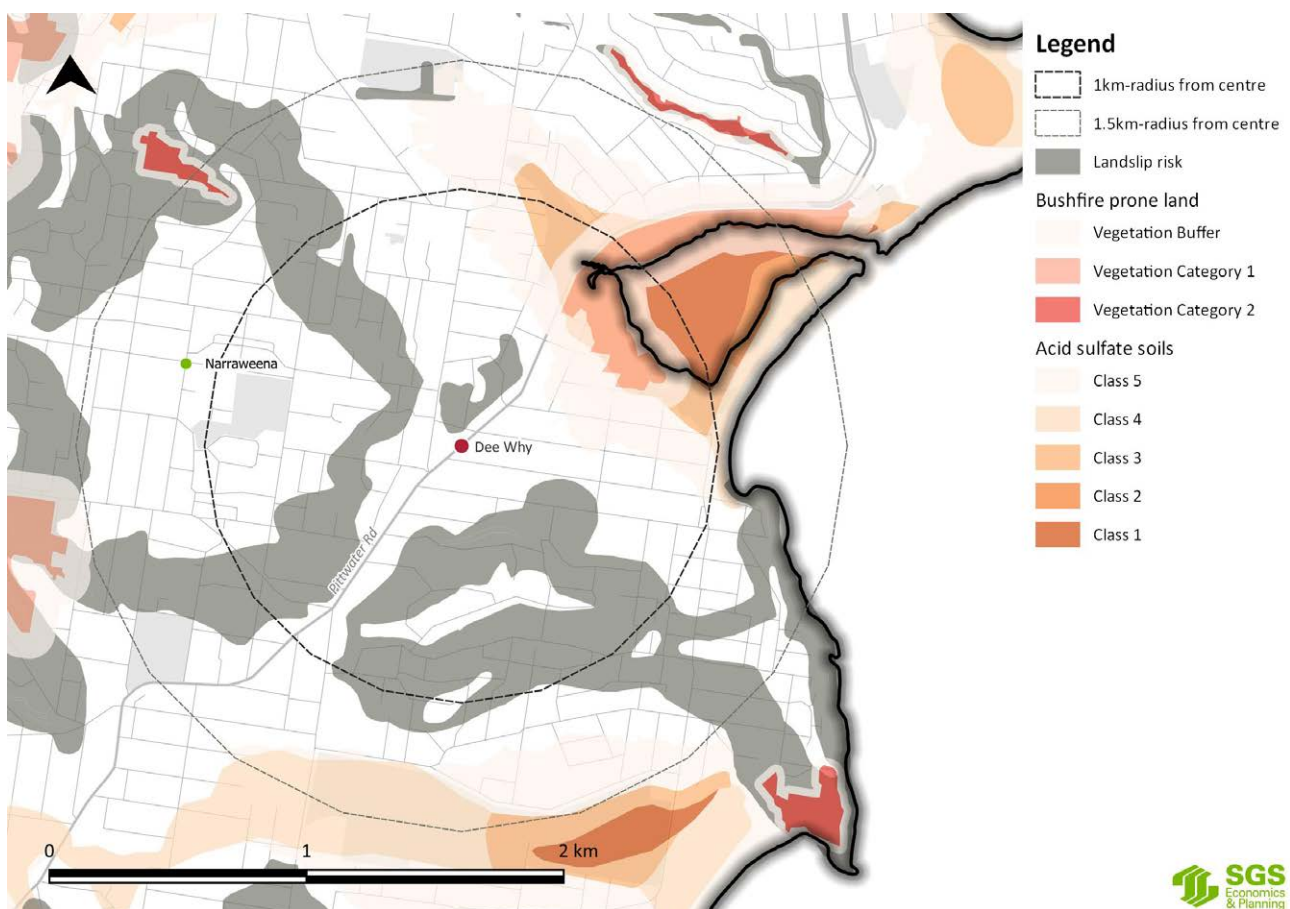 Narraweena
Dee Why
Pittwater Rd
0
1
2 km
Legend
1km-radius from centre
1.5km-radius from centre
Landslip risk
Bushfire prone land
Vegetation Buffer
Vegetation Category 1
Vegetation Category 2
Acid sulfate soils
Class 5
Class 4
Class 3
Class 2
Class 1
SGS
Economics
& Planning